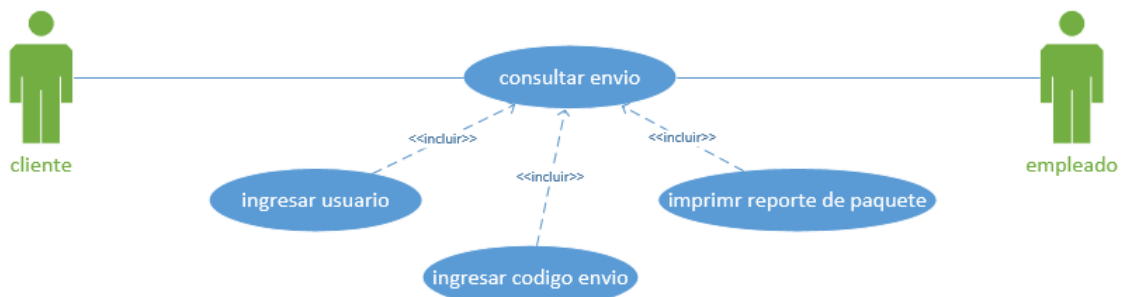 consultar envio
<<incluir>>
<<incluir>>
cliente
empleado
<<incluir>>
ingresar usuario
imprimr reporte de paquete
ingresar codigo envio